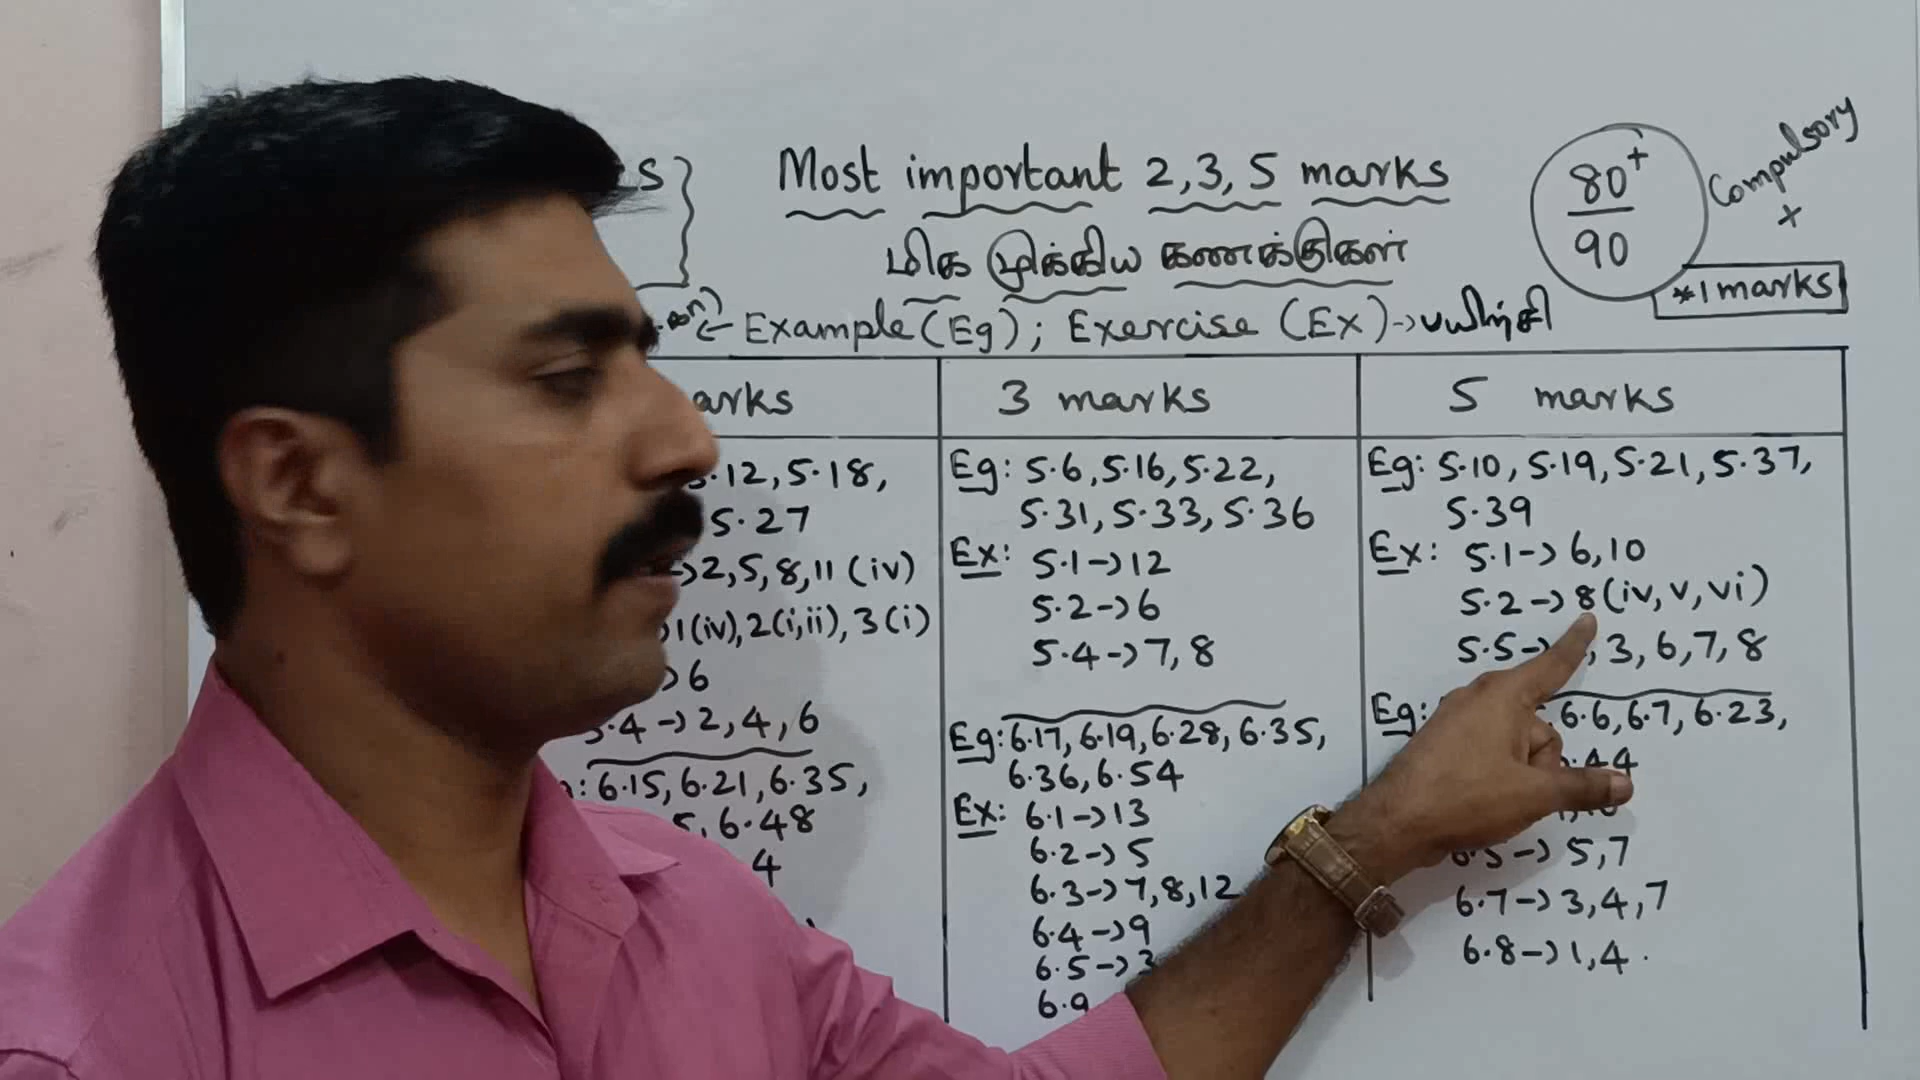 Most important 2, 3, 5 marks
மிக முக்கிய கணக்குகள்
80+
90
Compulsory
+
*1 marks
← Example (Eg) ; Exercise (Ex) → பயிற்சி
3 marks
5 marks
5.18,
5.27
→ 2, 5, 8, 11 (iv)
1(iv), 2(i, ii), 3(i)
→ 6
5.4 → 2, 4, 6
6.15, 6.21, 6.35,
6.48
4
Eg: 5.6, 5.16, 5.22,
5.31, 5.33, 5.36
Ex: 5.1 → 12
5.2 → 6
5.4 → 7, 8
Eg: 6.17, 6.19, 6.28, 6.35,
6.36, 6.54
Ex: 6.1 → 13
6.2 → 5
6.3 → 7, 8, 12
6.4 → 9
6.5 → 3
6.9
Eg: 5.10, 5.19, 5.21, 5.37,
5.39
Ex: 5.1 → 6, 10
5.2 → 8 (iv, v, vi)
5.5 → 3, 6, 7, 8
Eg: 6.6, 6.7, 6.23,
6.5 → 5, 7
6.7 → 3, 4, 7
6.8 → 1, 4.